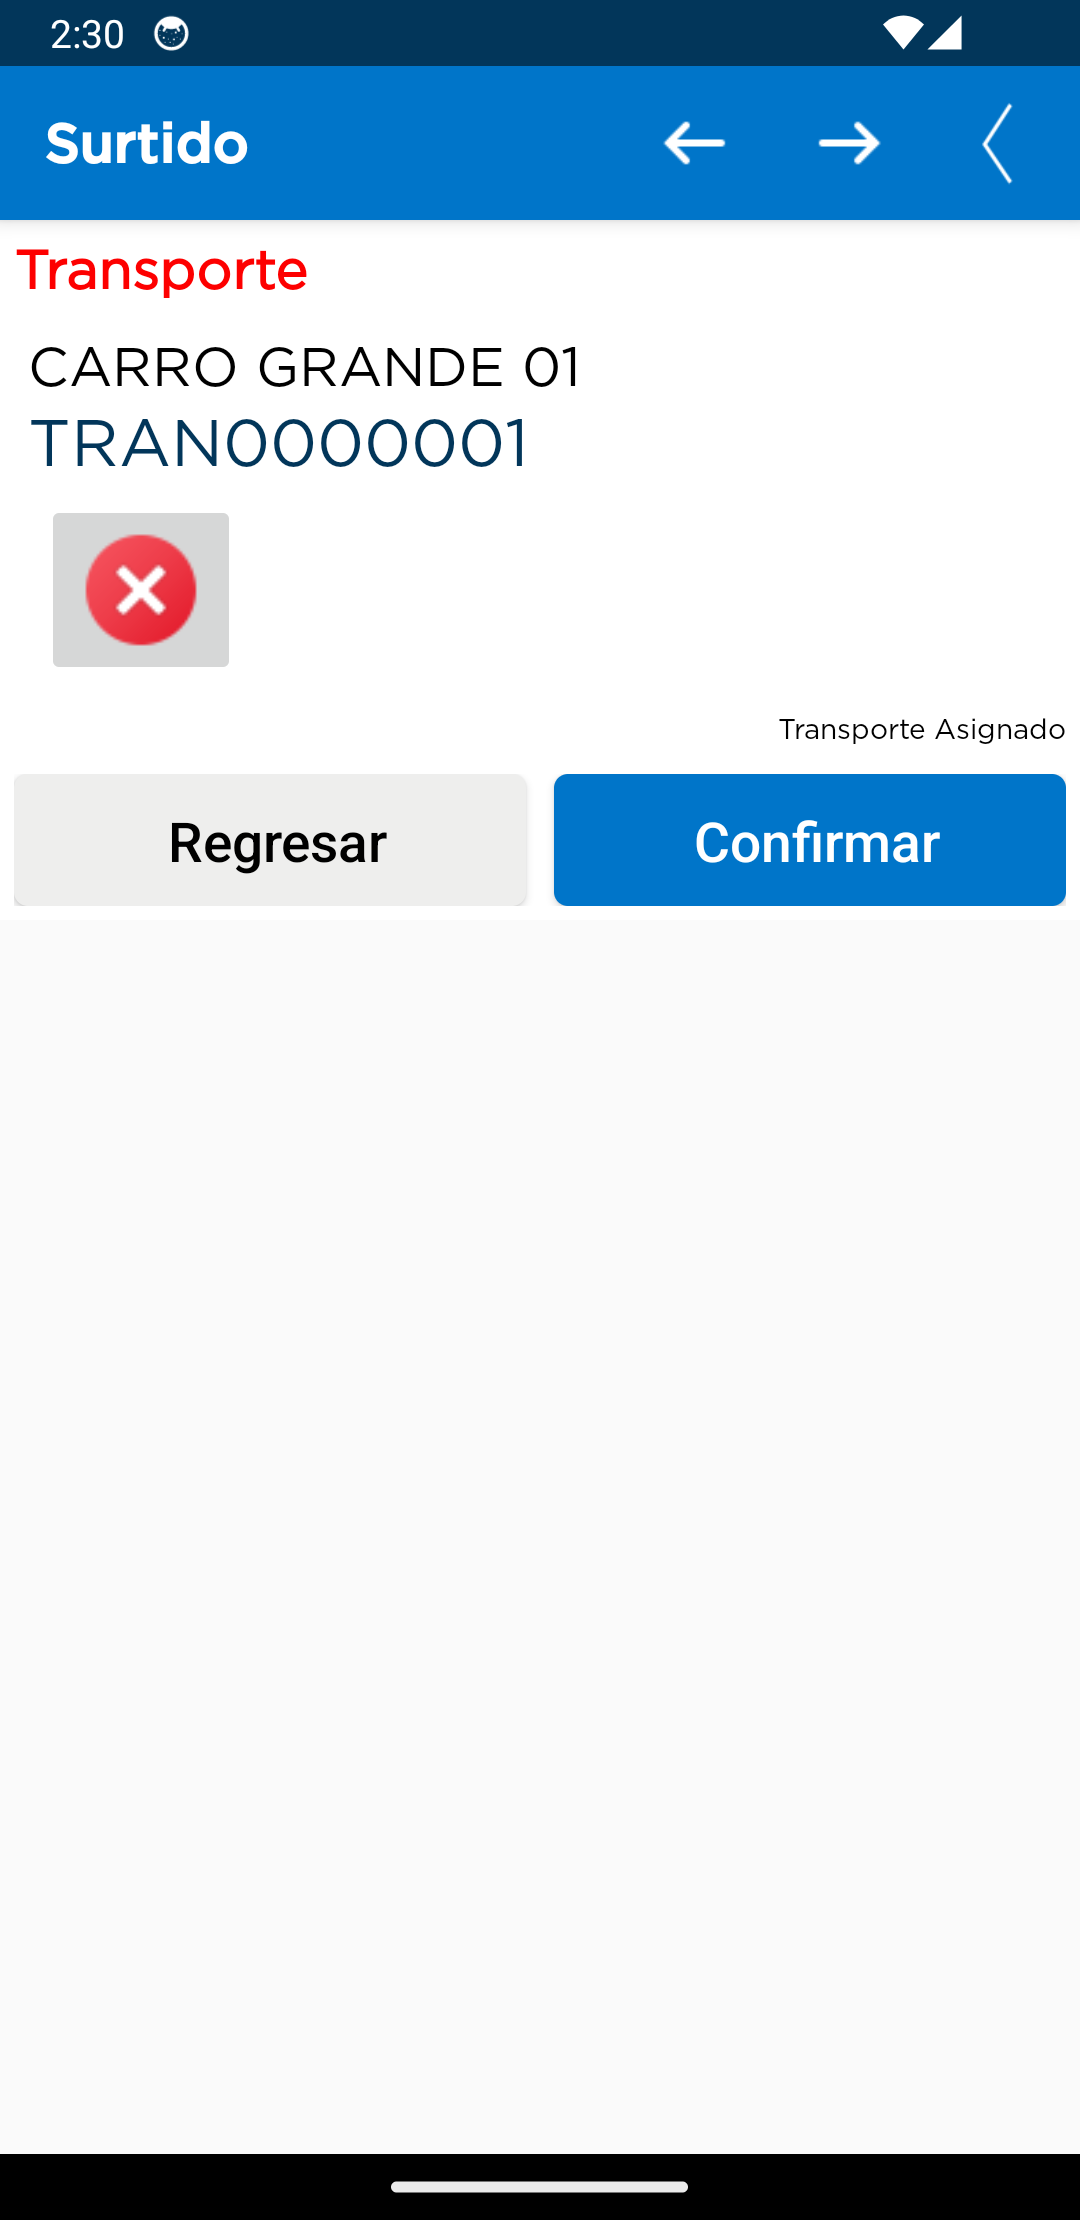 2:30
Surtido
Transporte
CARRO GRANDE 01
TRAN0000001
Transporte Asignado
Regresar
Confirmar